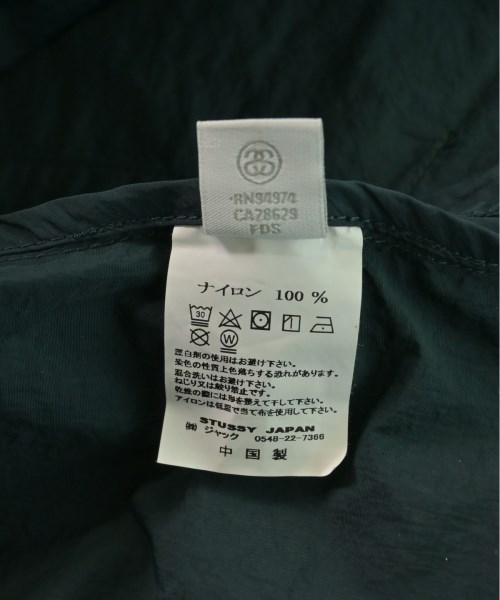 RN94974
CA28629
FDS
ナイロン 100 %
30
W
漂白剤の使用はお避け下さい。
染色の性質上色落ちする恐れがあります。
混合洗いはお避け下さい。
ねじり又は絞り禁止です。
乾燥の際には形を整えて干して下さい。
アイロンは低温で当て布を使用して下さい。
STUSSY JAPAN
㈱ ジャック 0548-22-7366
中国製